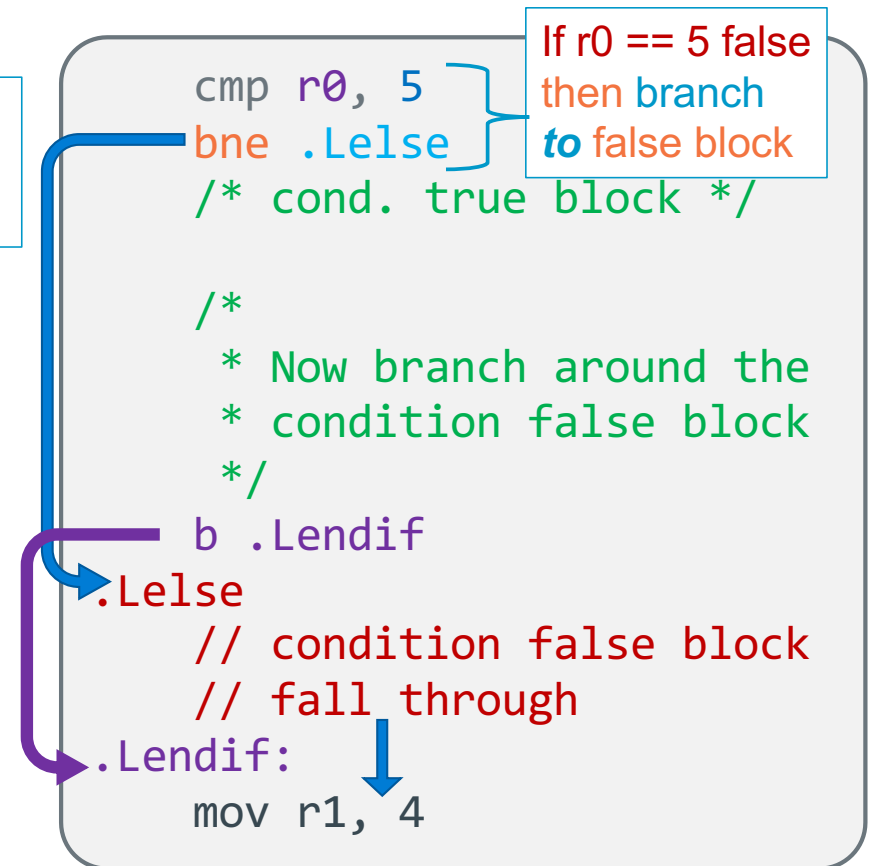 If r0 == 5 false
then branch
to false block
cmp r0, 5
bne .Lelse
/* cond. true block */
/*
* Now branch around the
* condition false block
*/
b .Lendif
.Lelse
// condition false block
// fall through
.Lendif:
mov r1, 4